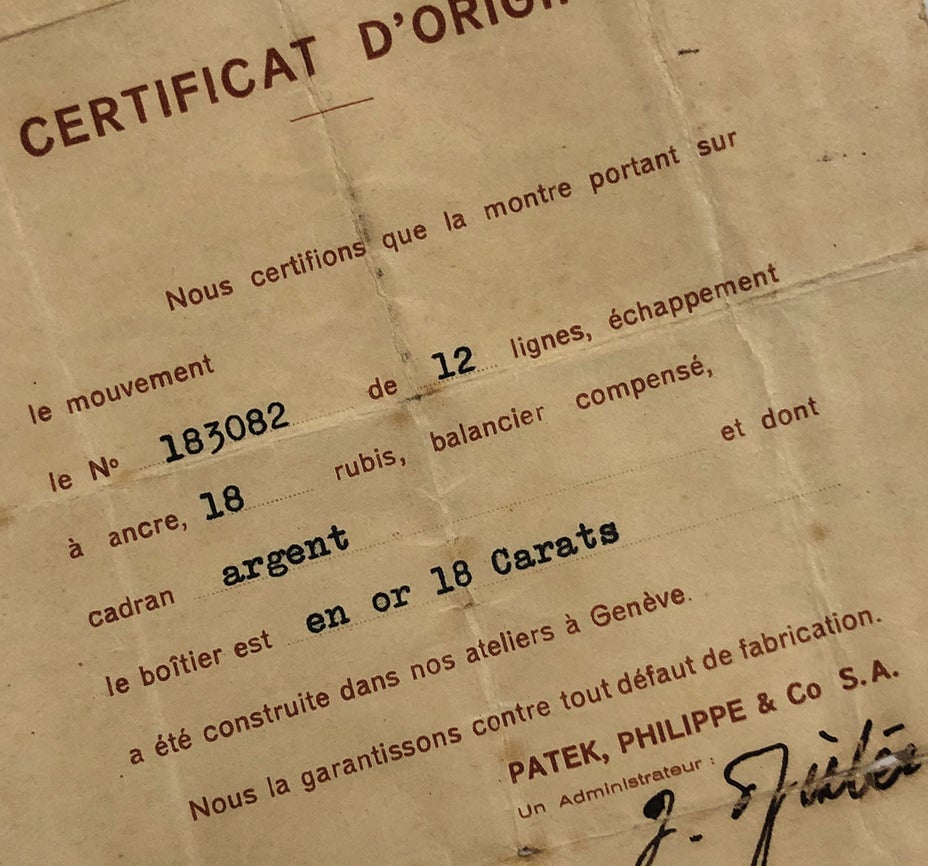 CERTIFICAT D'ORIGI
Nous certifions que la montre portant sur
le mouvement
le Nº 183082 de 12 lignes, échappement
à ancre, 18 rubis, balancier compensé,
cadran argent et dont
le boîtier est en or 18 Carats
a été construite dans nos ateliers à Genève.
Nous la garantissons contre tout défaut de fabrication.
PATEK, PHILIPPE & Co S.A.
Un Administrateur :